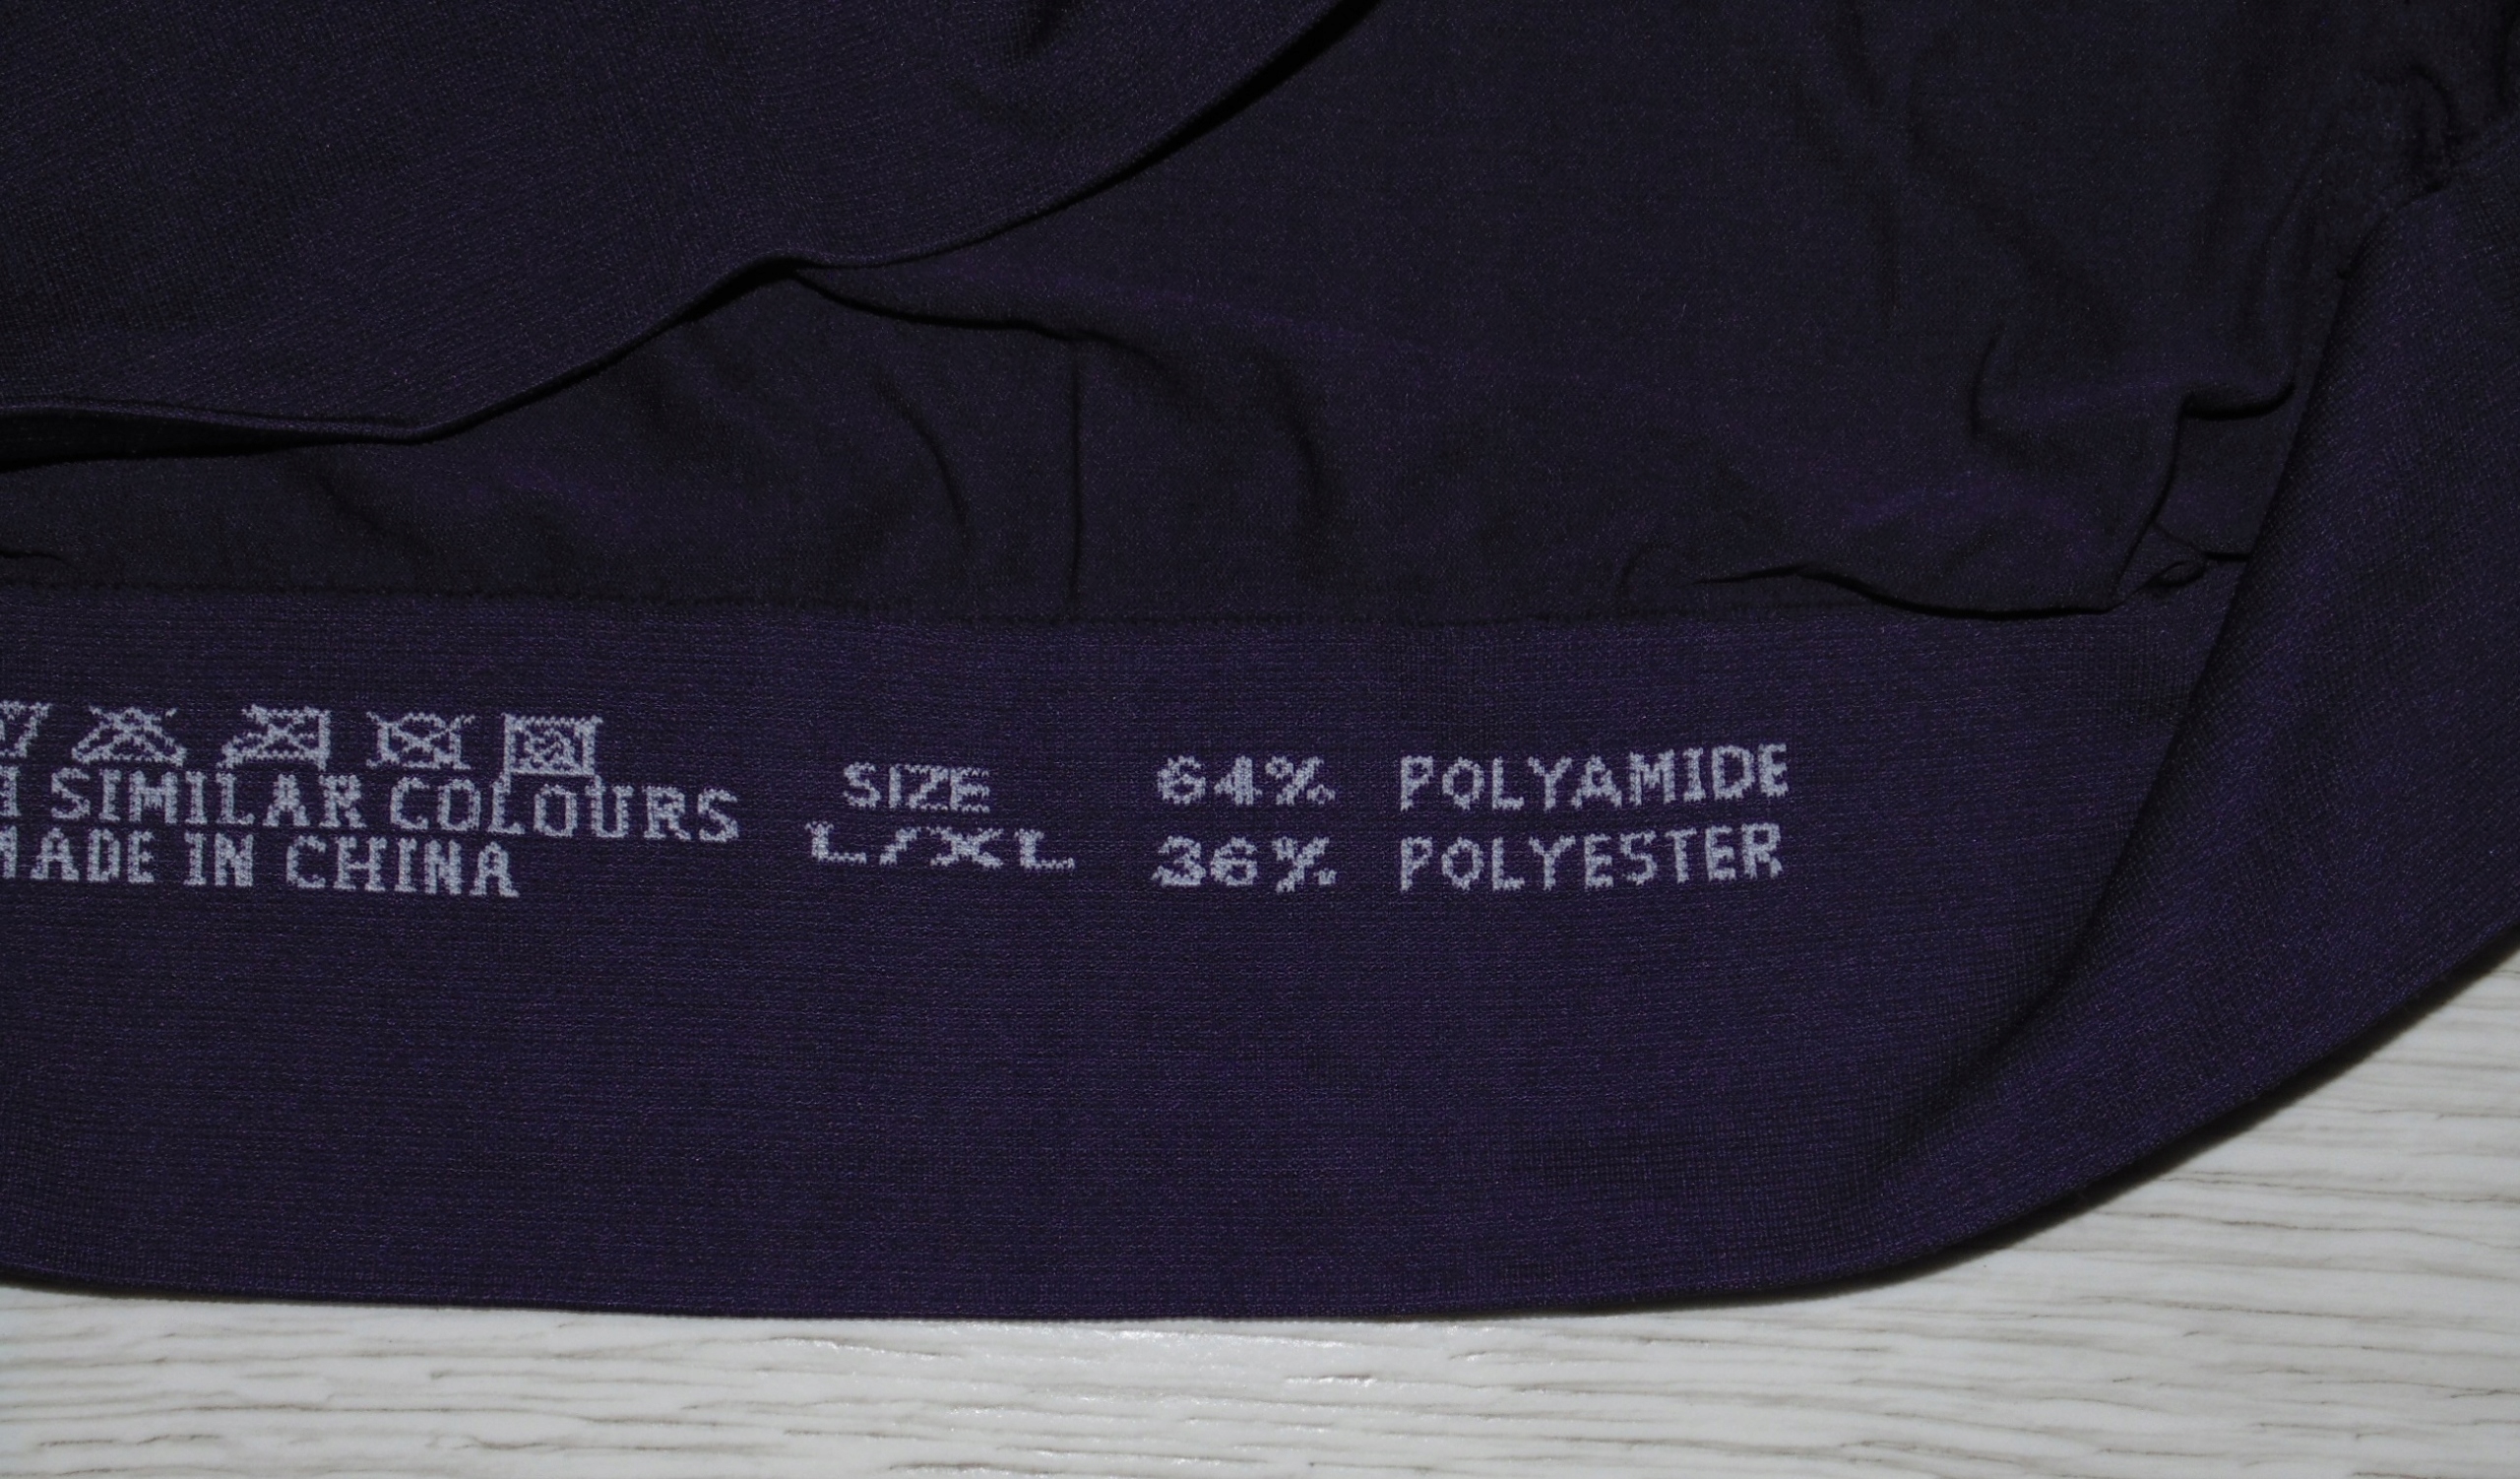 SIMILAR COLOURS
MADE IN CHINA
SIZE
L/XL
64% POLYAMIDE
36% POLYESTER